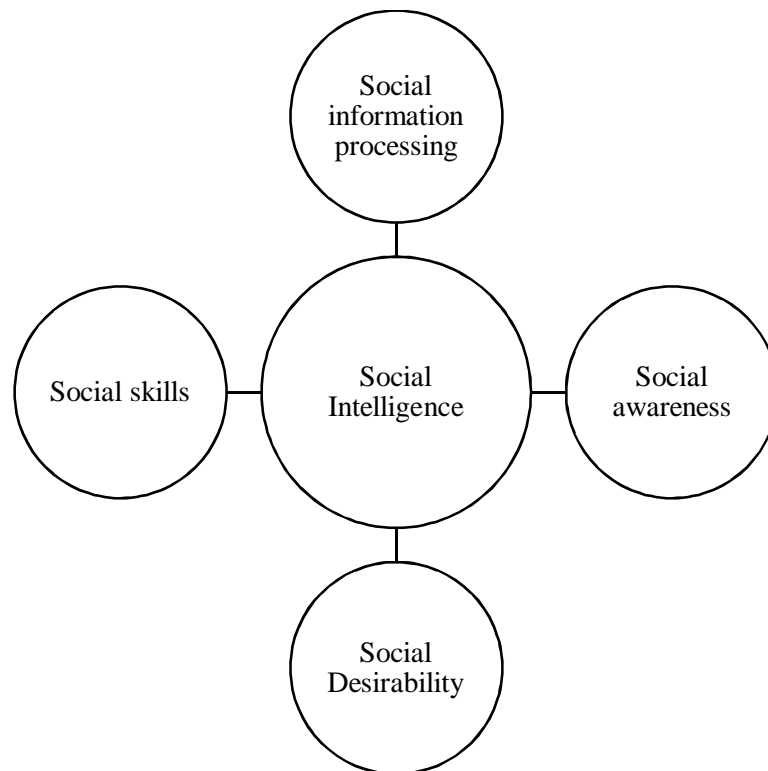 Social
information
processing
Social skills
Social
Intelligence
Social
awareness
Social
Desirability